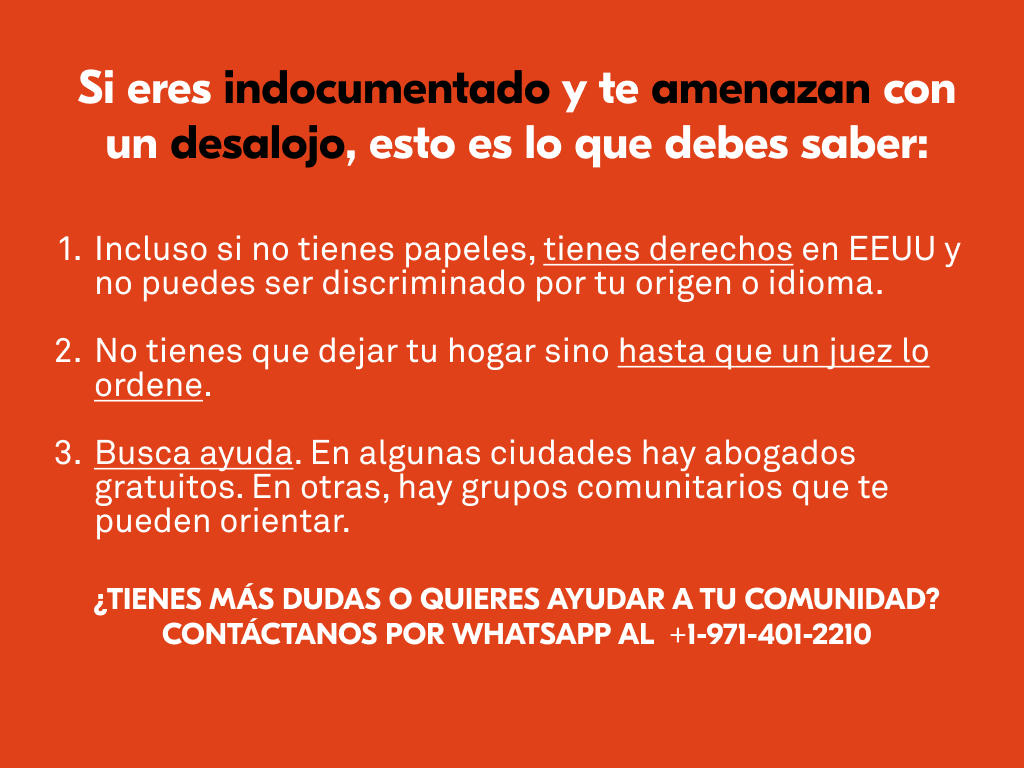 Si eres indocumentado y te amenazan con
un desalojo, esto es lo que debes saber:
1. Incluso si no tienes papeles, tienes derechos en EEUU y
no puedes ser discriminado por tu origen o idioma.
2. No tienes que dejar tu hogar sino hasta que un juez lo
ordene.
3. Busca ayuda. En algunas ciudades hay abogados
gratuitos. En otras, hay grupos comunitarios que te
pueden orientar.
¿TIENES MÁS DUDAS O QUIERES AYUDAR A TU COMUNIDAD?
CONTÁCTANOS POR WHATSAPP AL +1-971-401-2210